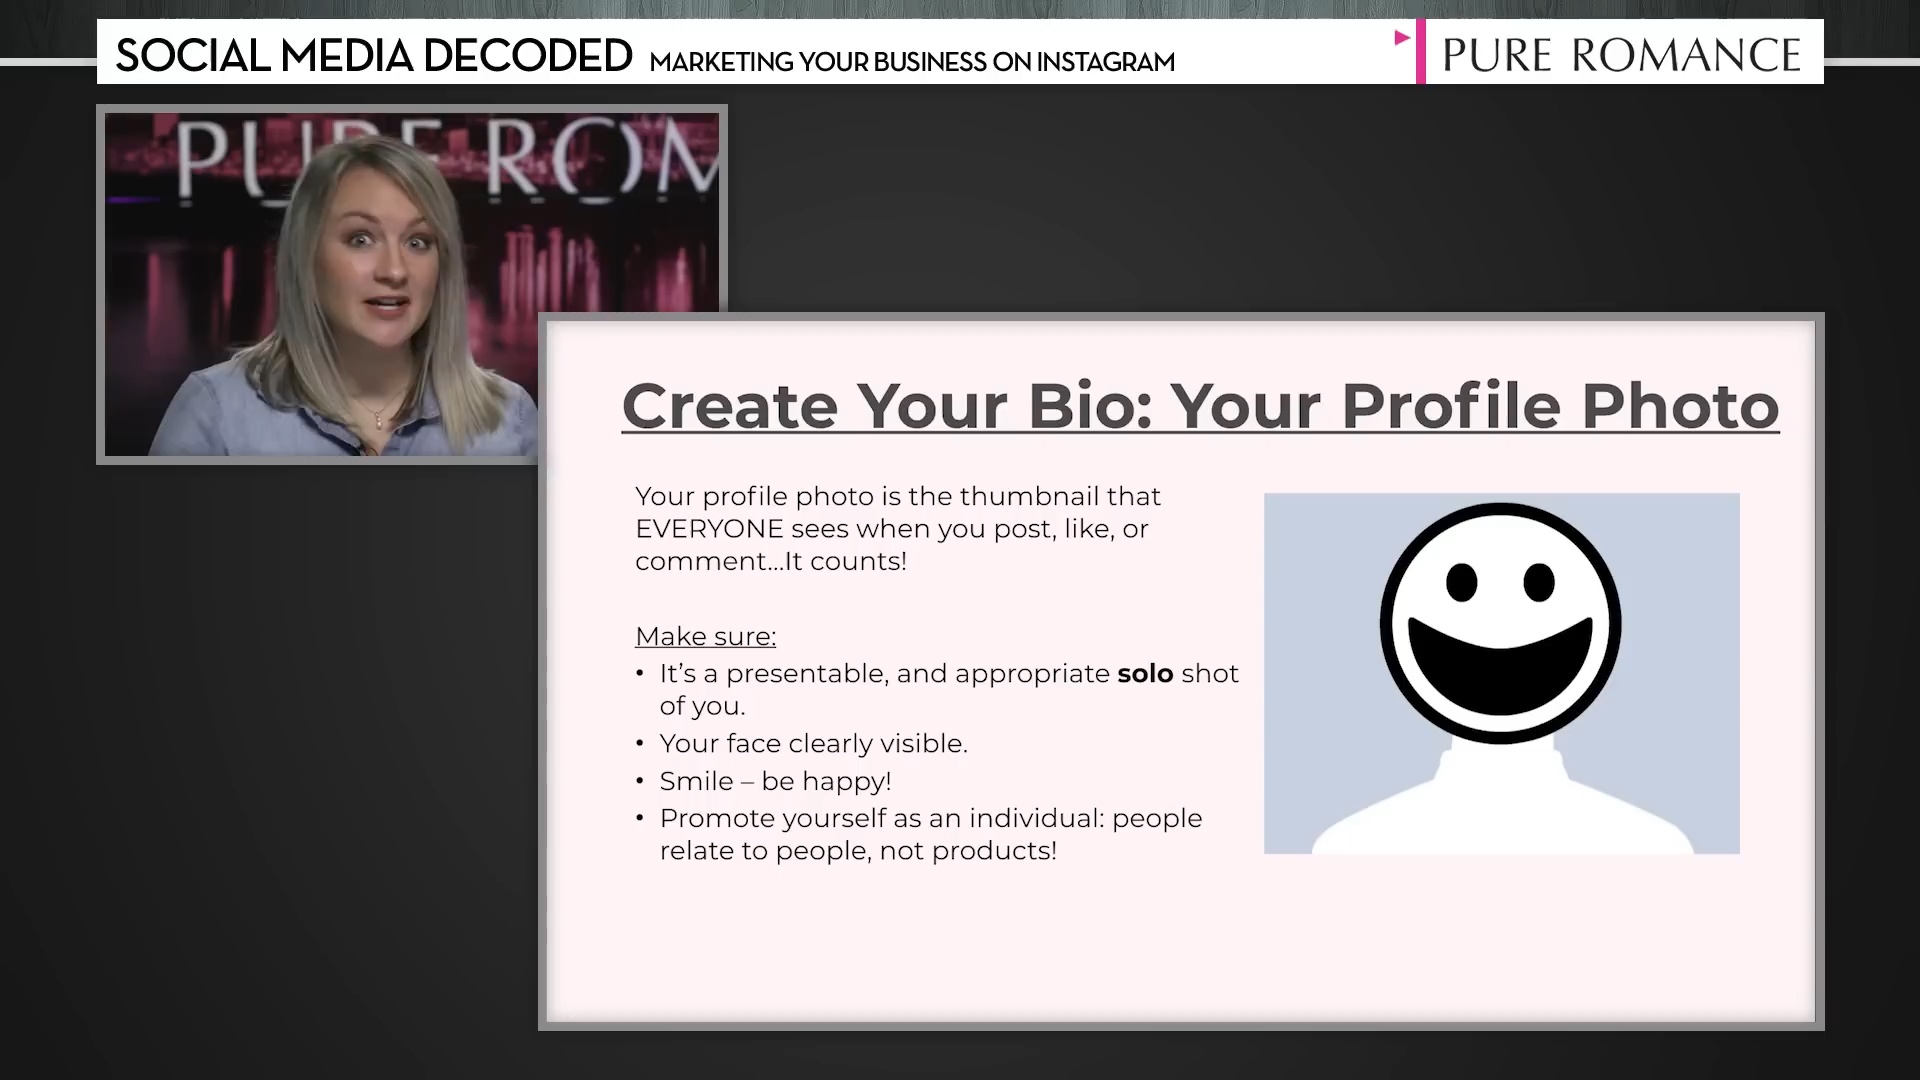 SOCIAL MEDIA DECODED MARKETING YOUR BUSINESS ON INSTAGRAM
PURE ROMANCE
PURE ROM
Create Your Bio: Your Profile Photo
Your profile photo is the thumbnail that
EVERYONE sees when you post, like, or
comment...It counts!
Make sure:
• It’s a presentable, and appropriate solo shot
of you.
• Your face clearly visible.
• Smile – be happy!
• Promote yourself as an individual: people
relate to people, not products!